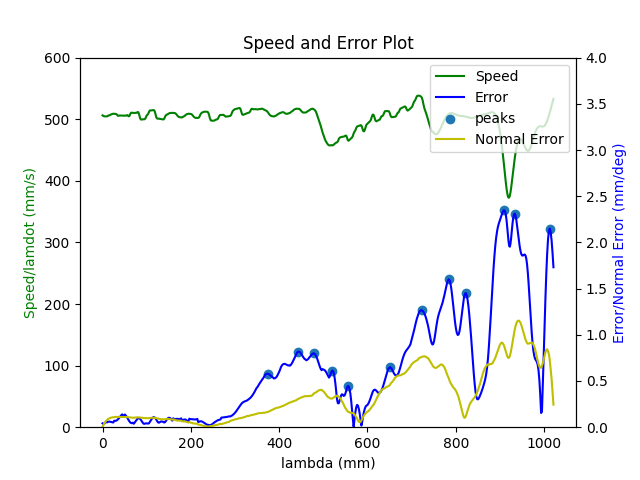 Speed and Error Plot
600
500
400
300
200
100
0
Speed/lamdot (mm/s)
4.0
3.5
3.0
2.5
2.0
1.5
1.0
0.5
0.0
Error/Normal Error (mm/deg)
Speed
Error
peaks
Normal Error
0 200 400 600 800 1000
lambda (mm)